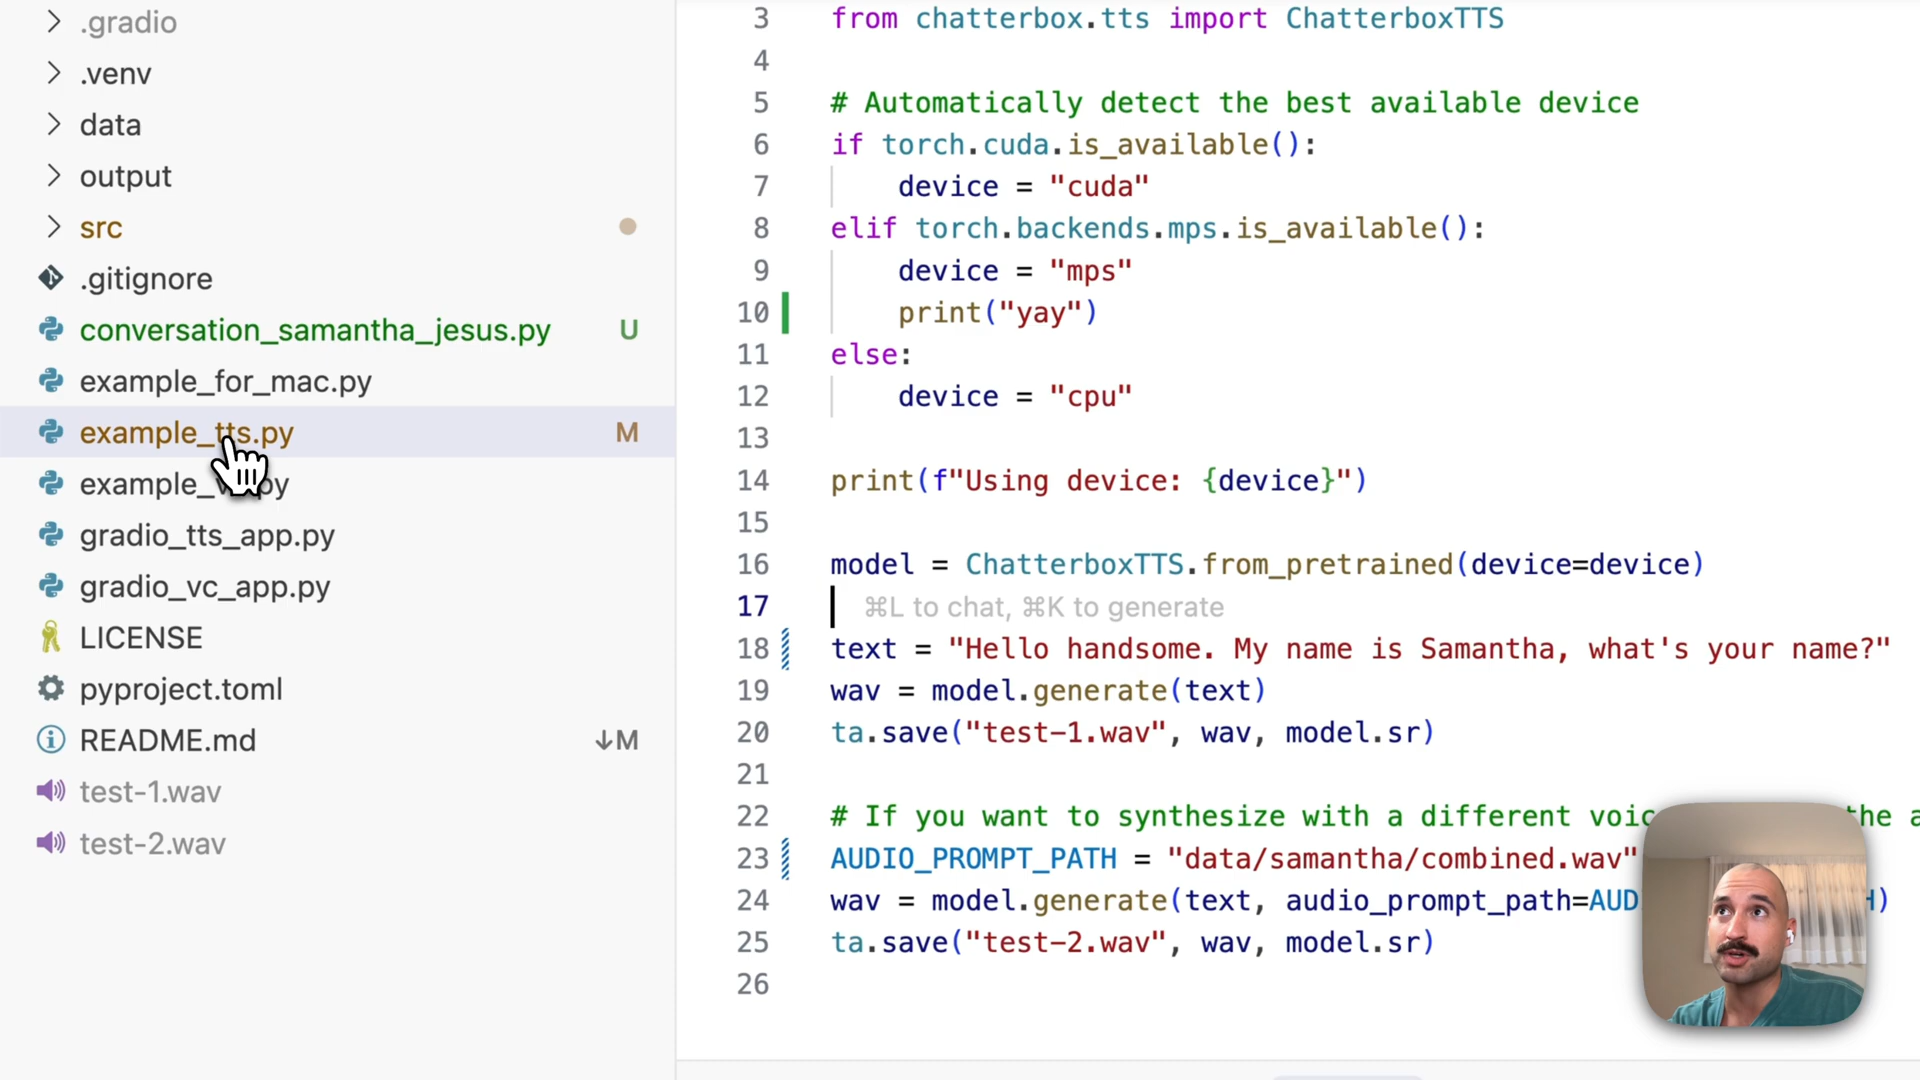 .gradio
.venv
data
output
src
.gitignore
conversation_samantha_jesus.py U
example_for_mac.py
example_tts.py M
example_
gradio_tts_app.py
gradio_vc_app.py
LICENSE
pyproject.toml
README.md ↓M
test-1.wav
test-2.wav
3 from chatterbox.tts import ChatterboxTTS
4
5 # Automatically detect the best available device
6 if torch.cuda.is_available():
7 device = "cuda"
8 elif torch.backends.mps.is_available():
9 device = "mps"
10 print("yay")
11 else:
12 device = "cpu"
13
14 print(f"Using device: {device}")
15
16 model = ChatterboxTTS.from_pretrained(device=device)
17 ⌘L to chat, ⌘K to generate
18 text = "Hello handsome. My name is Samantha, what's your name?"
19 wav = model.generate(text)
20 ta.save("test-1.wav", wav, model.sr)
21
22 # If you want to synthesize with a different the
23 AUDIO_PROMPT_PATH = "data/samantha/combined.wav"
24 wav = model.generate(text, audio_prompt_path=AUD )
25 ta.save("test-2.wav", wav, model.sr)
26